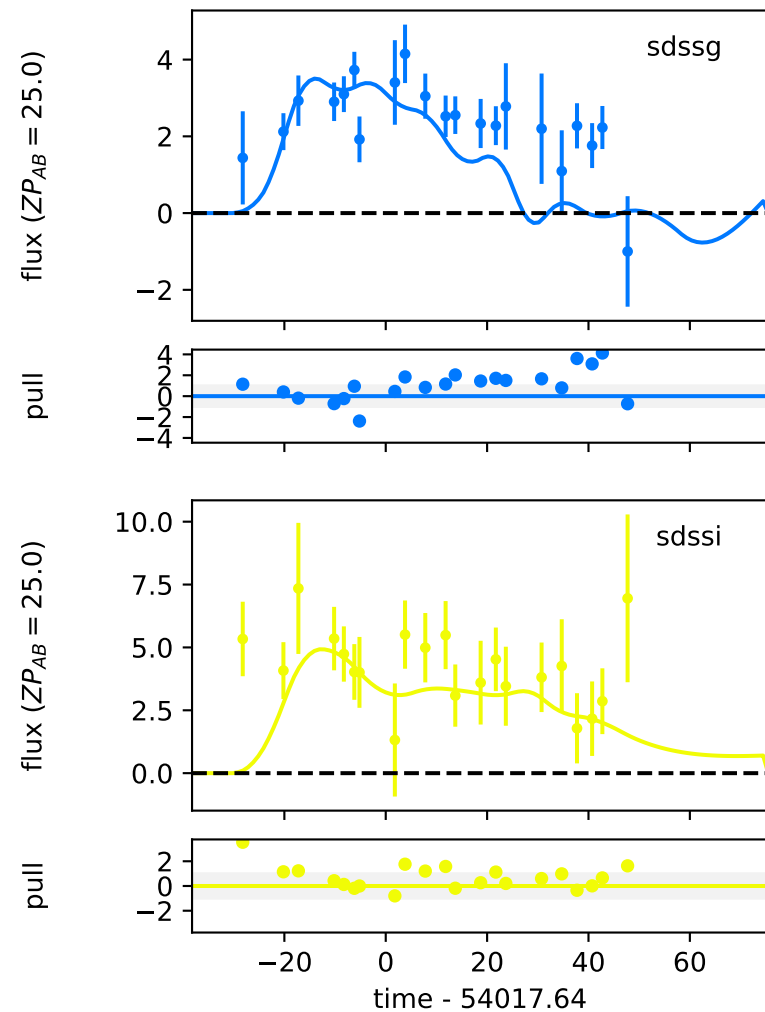 sdssg
flux (ZP_AB = 25.0)
4
2
0
−2
pull
4
2
0
−2
−4
sdssi
flux (ZP_AB = 25.0)
10.0
7.5
5.0
2.5
0.0
pull
2
0
−2
−20 0 20 40 60
time - 54017.64